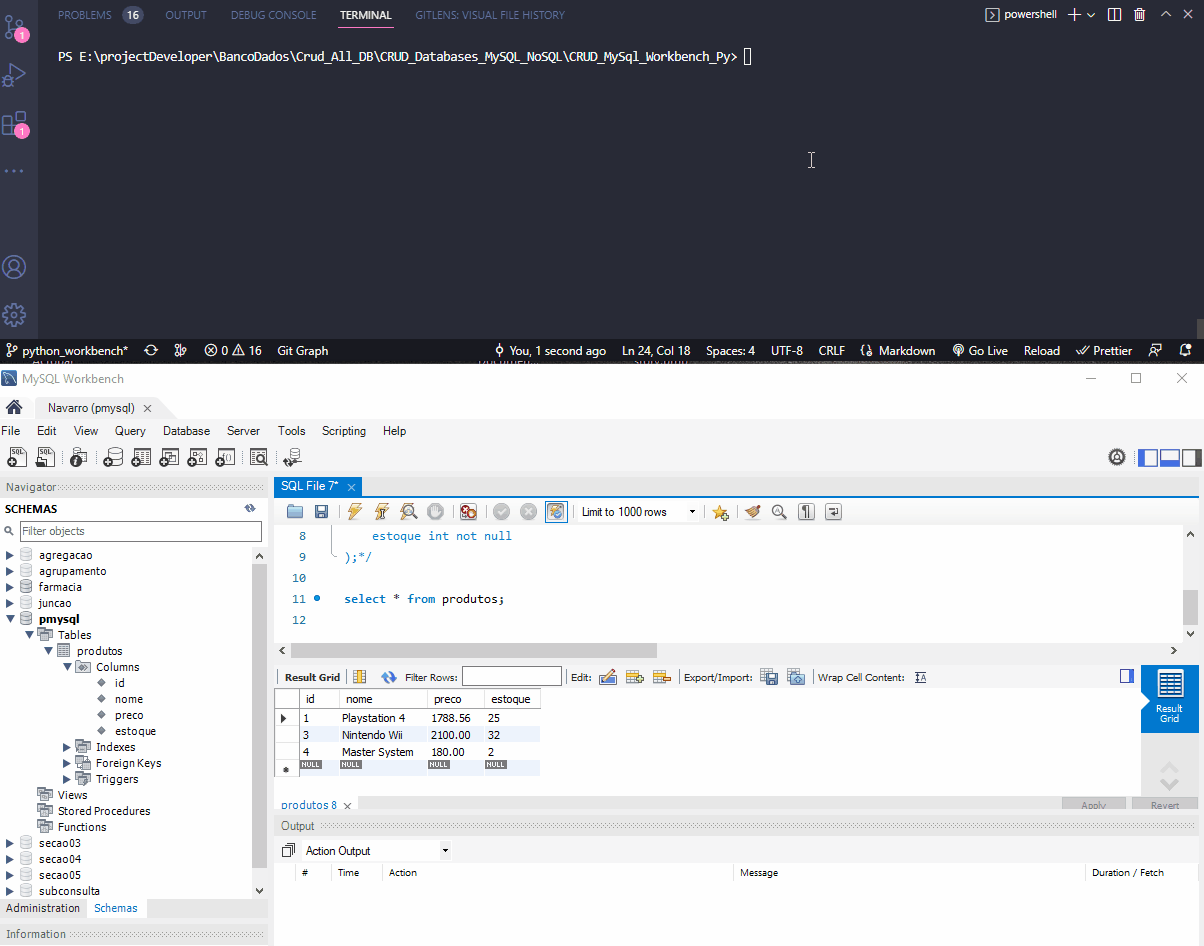 PROBLEMS 16 OUTPUT DEBUG CONSOLE TERMINAL GITLENS: VISUAL FILE HISTORY powershell
1
PS E:\projectDeveloper\BancoDados\Crud_All_DB\CRUD_Databases_MySQL_NoSQL\CRUD_MySql_Workbench_Py>
1
python_workbench* 0 16 Git Graph You, 1 second ago Ln 24, Col 18 Spaces: 4 UTF-8 CRLF Markdown Go Live Reload Prettier
MySQL Workbench
Navarro (pmysql)
File Edit View Query Database Server Tools Scripting Help
Navigator
SCHEMAS
Filter objects
agregacao
agrupamento
farmacia
juncao
pmysql
Tables
produtos
Columns
id
nome
preco
estoque
Indexes
Foreign Keys
Triggers
Views
Stored Procedures
Functions
secao03
secao04
secao05
subconsulta
Administration Schemas
Information
SQL File 7*
Limit to 1000 rows
8 estoque int not null
9 );*/
10
11 select * from produtos;
12
Result Grid Filter Rows: Edit: Export/Import: Wrap Cell Content:
id nome preco estoque
1 Playstation 4 1788.56 25
3 Nintendo Wii 2100.00 32
4 Master System 180.00 2
NULL NULL NULL NULL
Result
Grid
produtos 8 Apply Revert
Output
Action Output
# Time Action Message Duration / Fetch